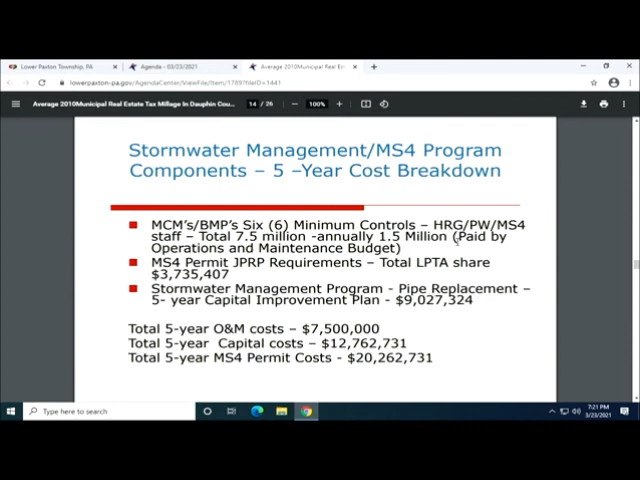 Lower Paxton Township, PA
Agenda - 03/23/2021
Average 2010Municipal Real Est
lowerpaxton-pa.gov/AgendaCenter/ViewFile/Item/1789?fileID=1441
Average 2010Municipal Real Estate Tax Millage In Dauphin Cou...
14 / 26
100%
Stormwater Management/MS4 Program
Components – 5 –Year Cost Breakdown
MCM's/BMP's Six (6) Minimum Controls – HRG/PW/MS4
staff – Total 7.5 million -annually 1.5 Million (Paid by
Operations and Maintenance Budget)
MS4 Permit JPRP Requirements – Total LPTA share
$3,735,407
Stormwater Management Program - Pipe Replacement –
5- year Capital Improvement Plan - $9,027,324
Total 5-year O&M costs – $7,500,000
Total 5-year  Capital costs – $12,762,731
Total 5-year MS4 Permit Costs - $20,262,731
Type here to search
7:21 PM
3/23/2021